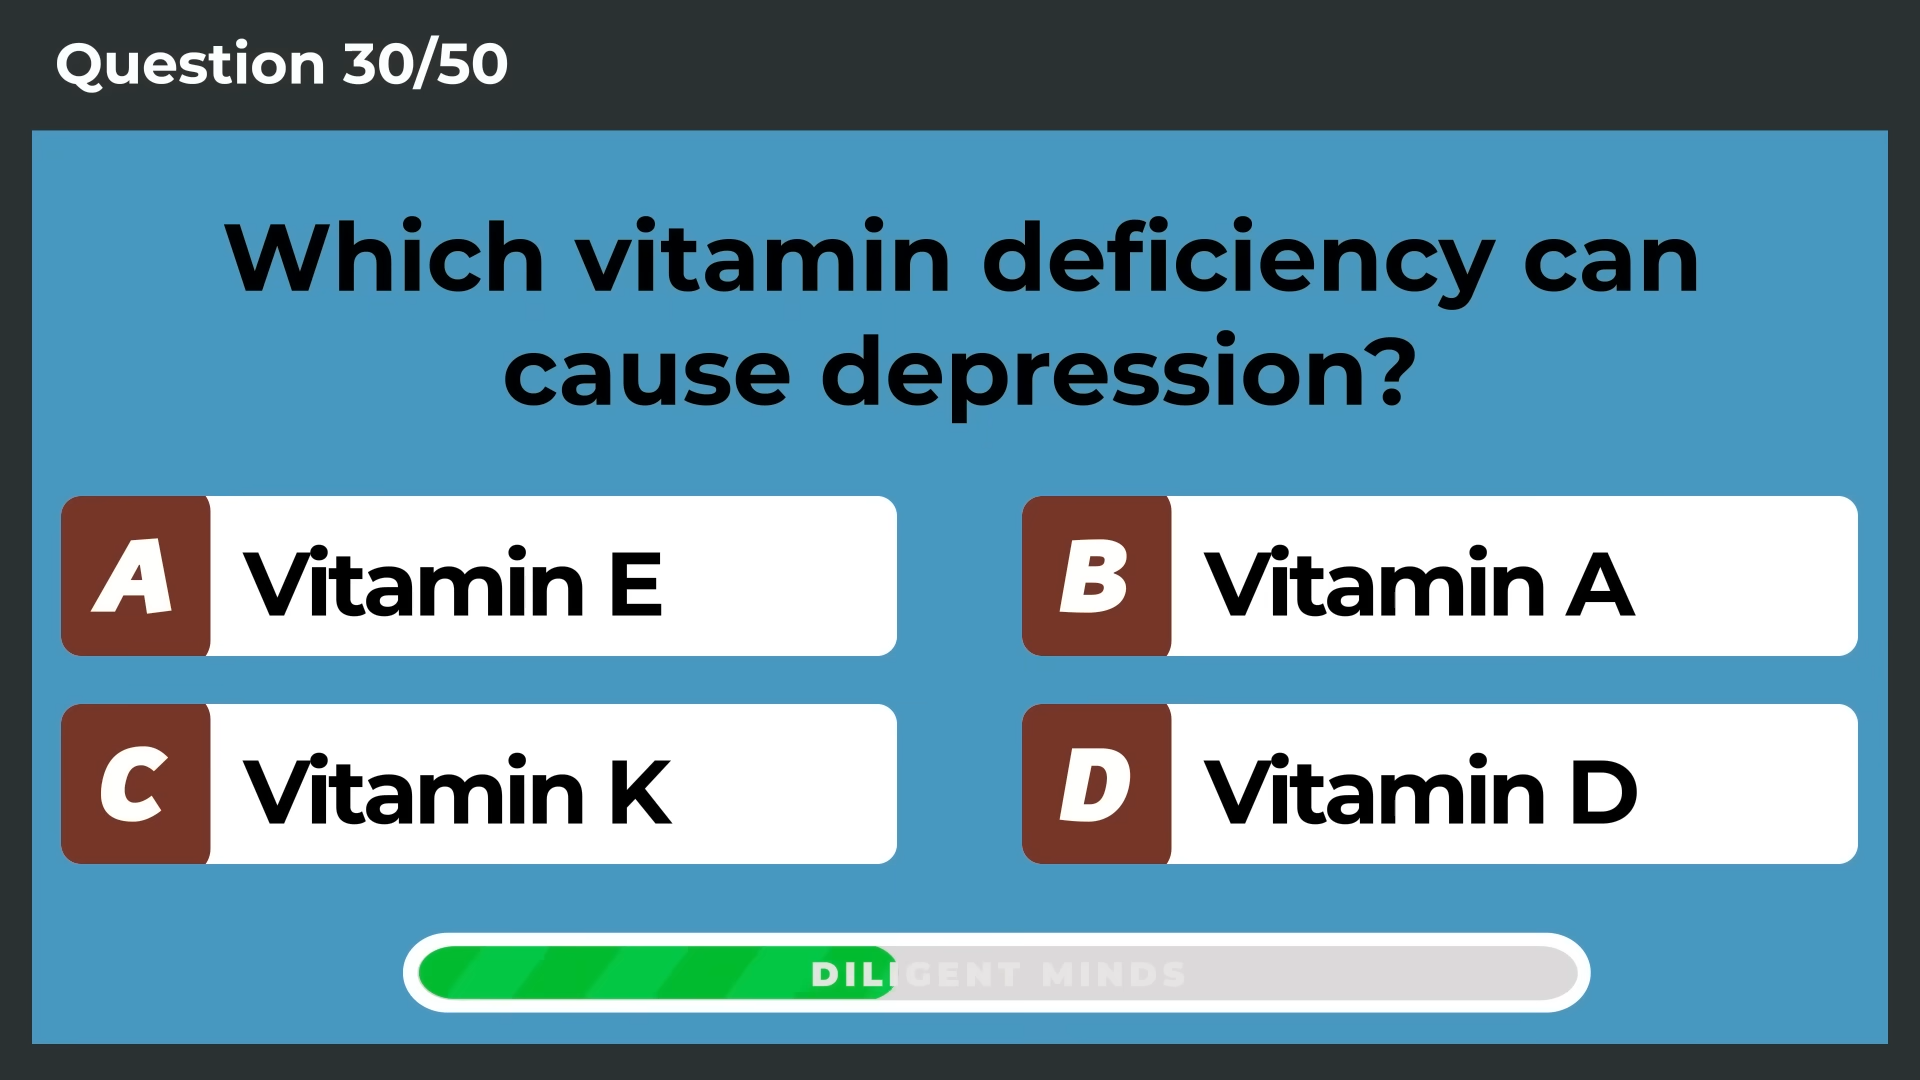 Question 30/50
Which vitamin deficiency can
cause depression?
A Vitamin E
B Vitamin A
C Vitamin K
D Vitamin D
DILIGENT MINDS